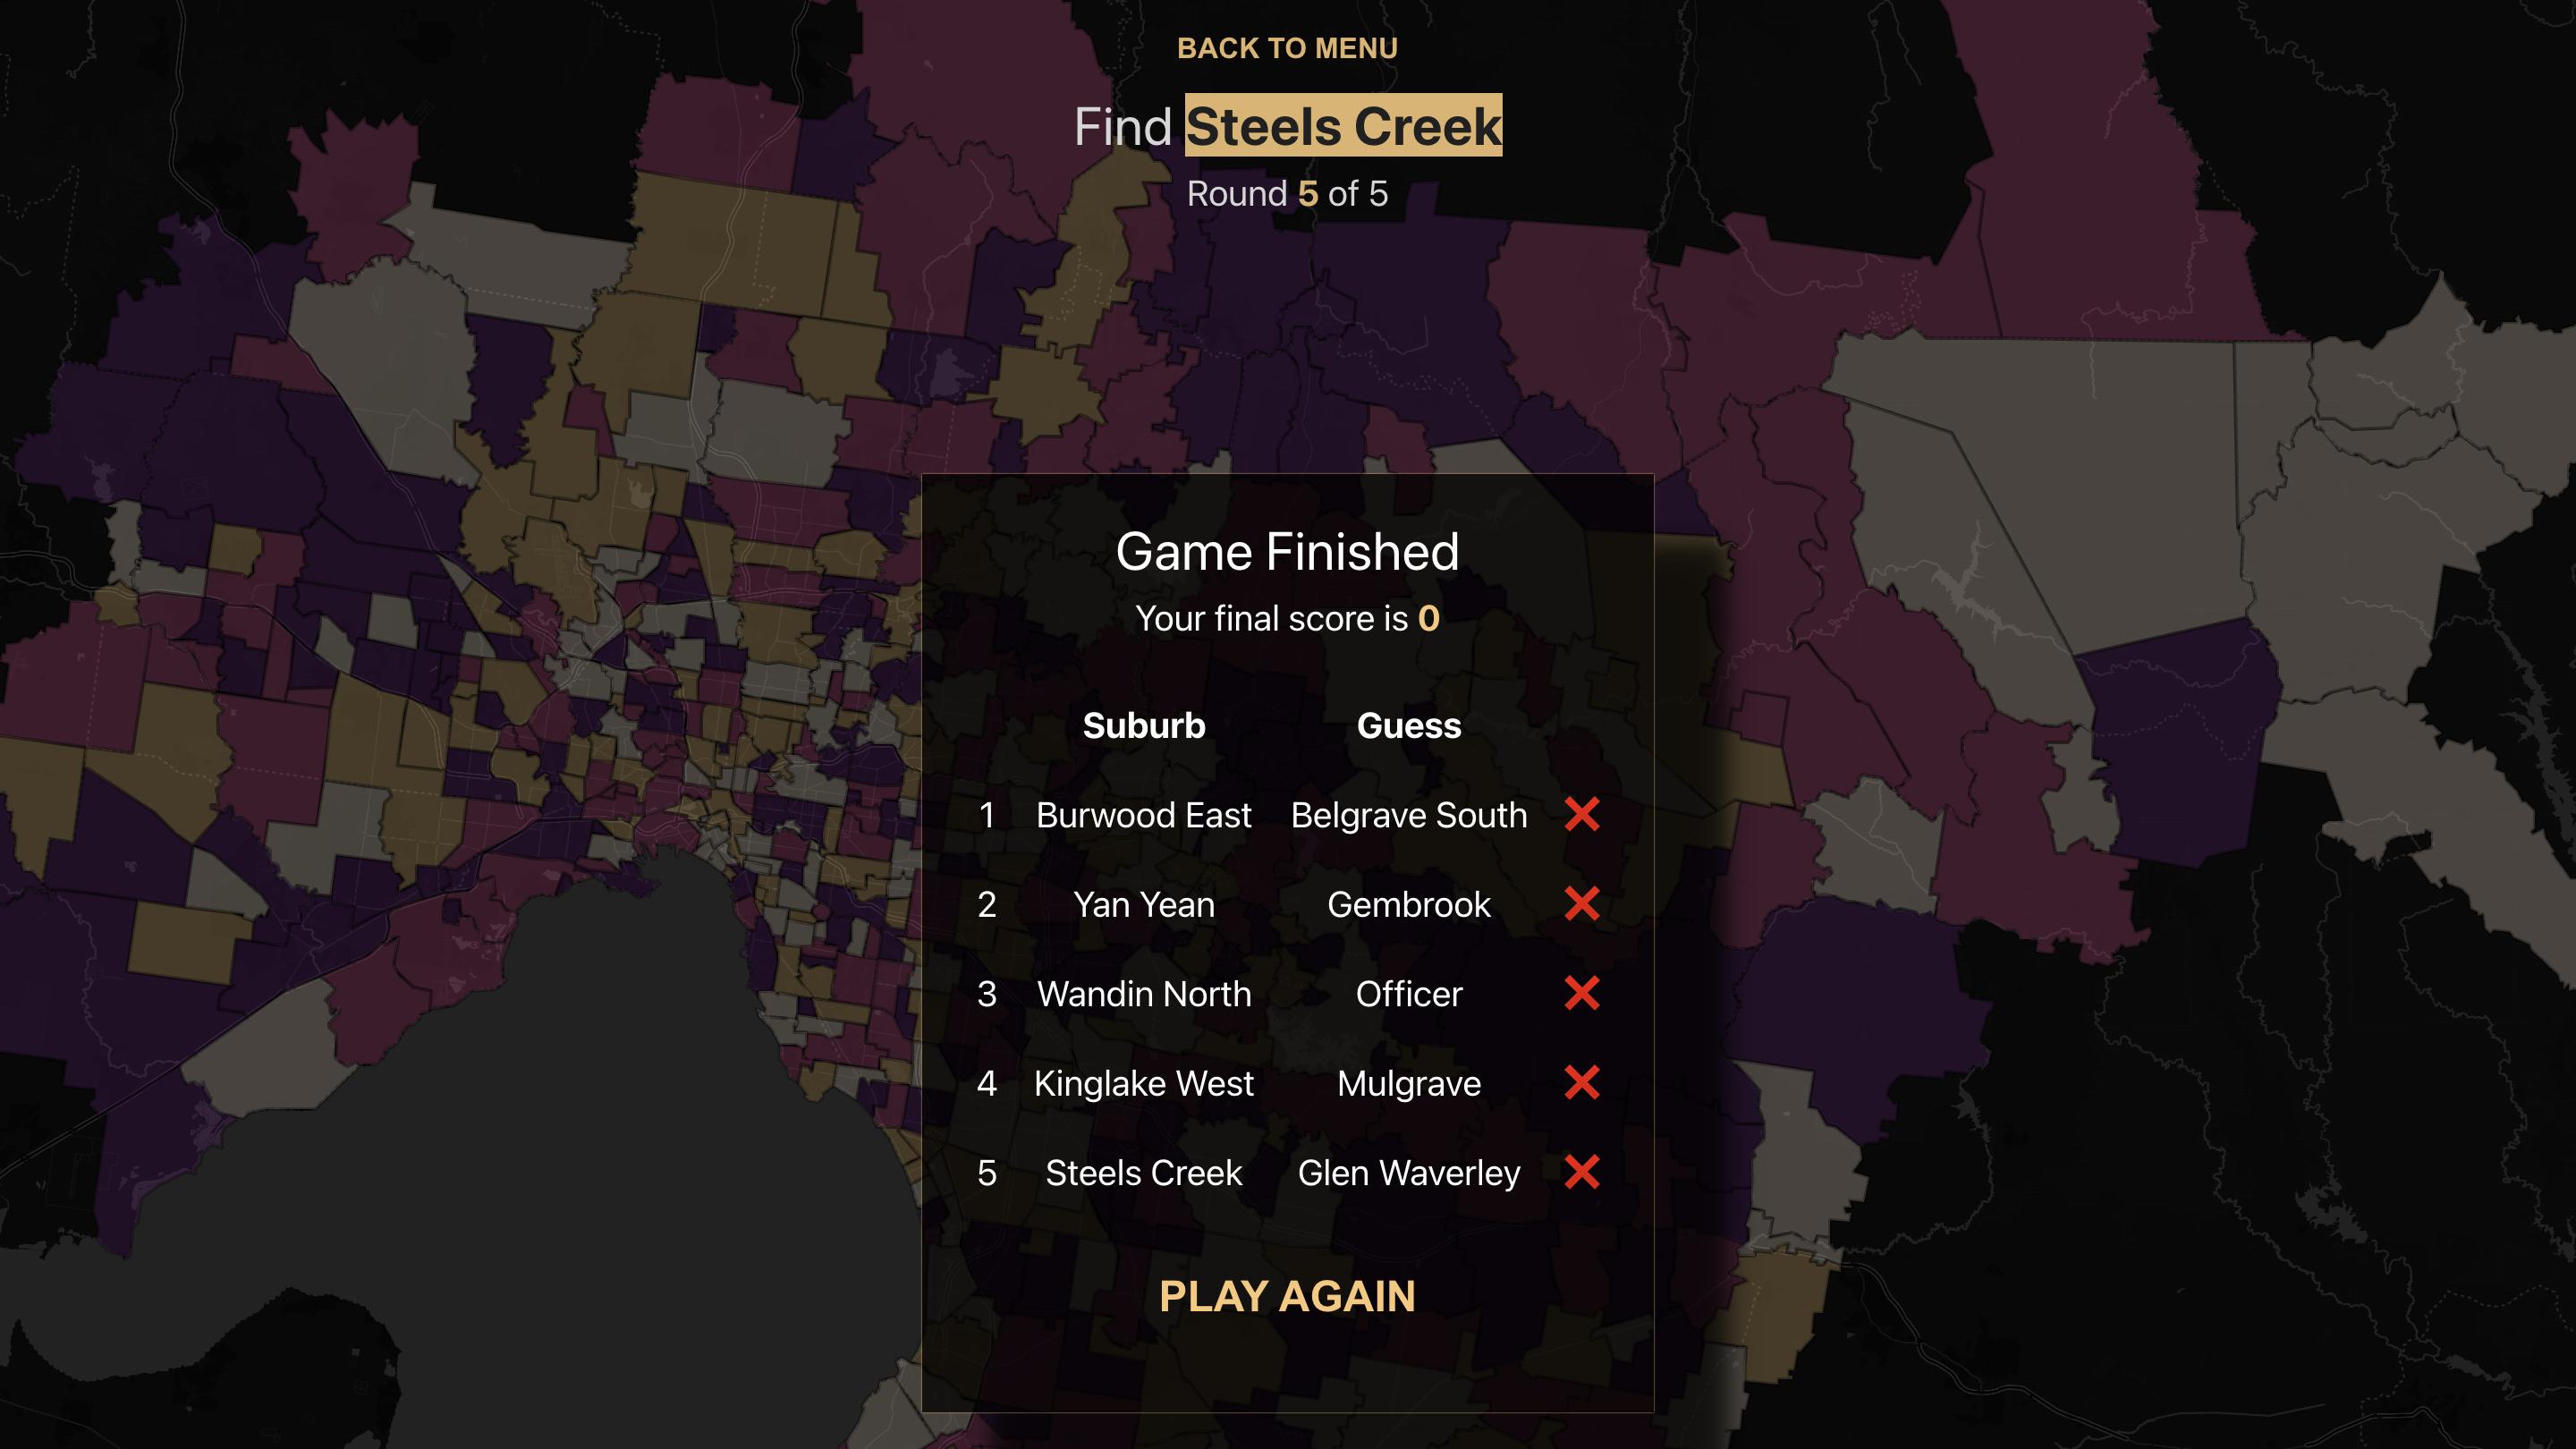 BACK TO MENU
Find Steels Creek
Round 5 of 5
Game Finished
Your final score is 0
Suburb Guess
1 Burwood East Belgrave South
2 Yan Yean Gembrook
3 Wandin North Officer
4 Kinglake West Mulgrave
5 Steels Creek Glen Waverley
PLAY AGAIN